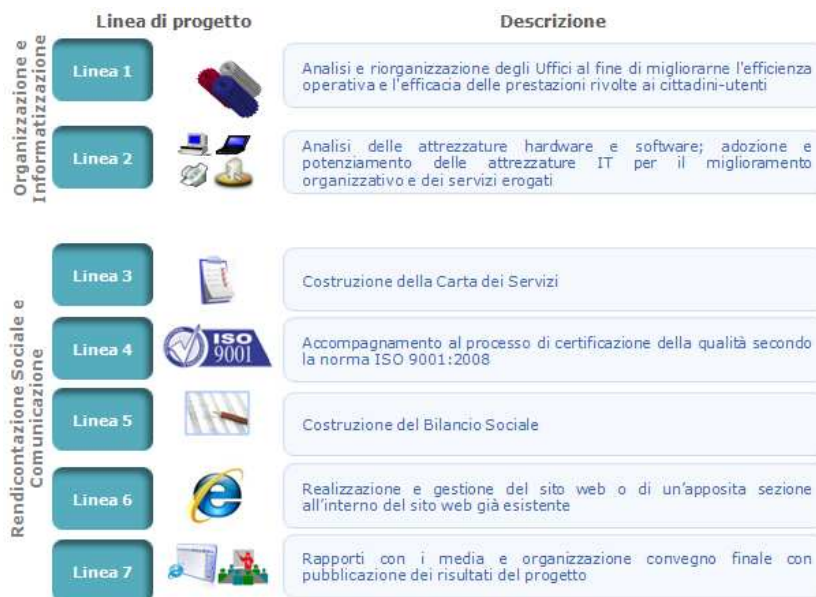 Linea di progetto
Descrizione
Organizzazione e
Informatizzazione
Linea 1
Analisi e riorganizzazione degli Uffici al fine di migliorarne l'efficienza
operativa e l'efficacia delle prestazioni rivolte ai cittadini-utenti
Linea 2
Analisi delle attrezzature hardware e software; adozione e
potenziamento delle attrezzature IT per il miglioramento
organizzativo e dei servizi erogati
Rendicontazione Sociale e
Comunicazione
Linea 3
Costruzione della Carta dei Servizi
Linea 4
ISO
9001
Accompagnamento al processo di certificazione della qualità secondo
la norma ISO 9001:2008
Linea 5
Costruzione del Bilancio Sociale
Linea 6
Realizzazione e gestione del sito web o di un'apposita sezione
all'interno del sito web già esistente
Linea 7
Rapporti con i media e organizzazione convegno finale con
pubblicazione dei risultati del progetto